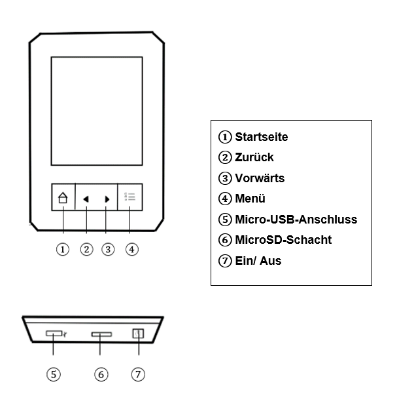 ① Startseite
② Zurück
③ Vorwärts
④ Menü
⑤ Micro-USB-Anschluss
⑥ MicroSD-Schacht
⑦ Ein/ Aus
① ② ③ ④
⑤ ⑥ ⑦